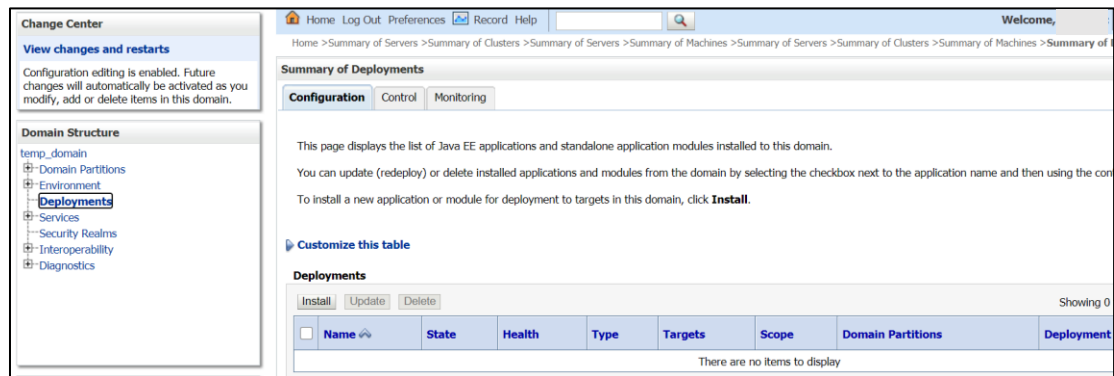 Change Center
View changes and restarts
Configuration editing is enabled. Future
changes will automatically be activated as you
modify, add or delete items in this domain.
Domain Structure
temp_domain
Domain Partitions
Environment
Deployments
Services
Security Realms
Interoperability
Diagnostics
Home Log Out Preferences Record Help
Welcome,
Home >Summary of Servers >Summary of Clusters >Summary of Servers >Summary of Machines >Summary of Servers >Summary of Clusters >Summary of Machines >Summary of
Summary of Deployments
Configuration Control Monitoring
This page displays the list of Java EE applications and standalone application modules installed to this domain.
You can update (redeploy) or delete installed applications and modules from the domain by selecting the checkbox next to the application name and then using the
To install a new application or module for deployment to targets in this domain, click Install.
Customize this table
Deployments
Install Update Delete
Showing 0
Name State Health Type Targets Scope Domain Partitions Deployment
There are no items to display